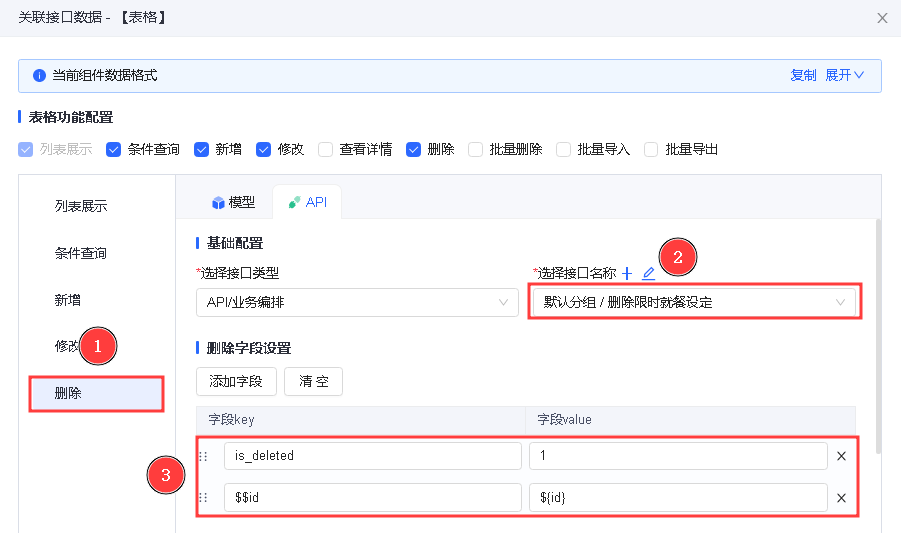 关联接口数据 - 【表格】
当前组件数据格式 复制 展开
表格功能配置
列表展示 条件查询 新增 修改 查看详情 删除 批量删除 批量导入 批量导出
列表展示
条件查询
新增
修改
删除
模型 API
基础配置
*选择接口类型 *选择接口名称
API/业务编排 默认分组 / 删除限时就餐设定
删除字段设置
添加字段 清 空
字段key 字段value
is_deleted 1
$$id ${id}
1
2
3